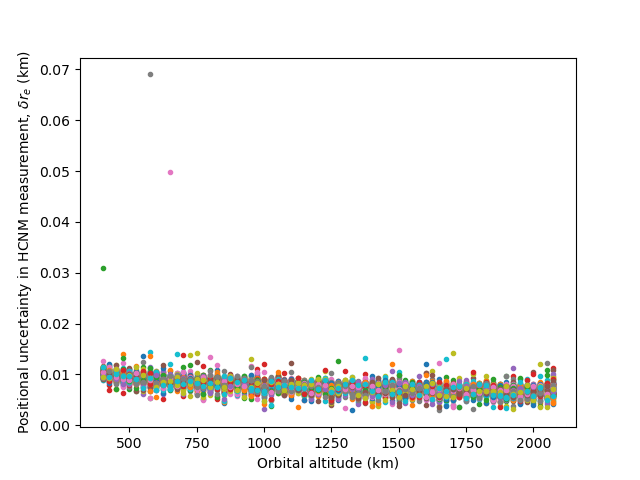 0.07
0.06
0.05
0.04
0.03
0.02
0.01
0.00
Positional uncertainty in HCNM measurement, δrₑ (km)
500 750 1000 1250 1500 1750 2000
Orbital altitude (km)